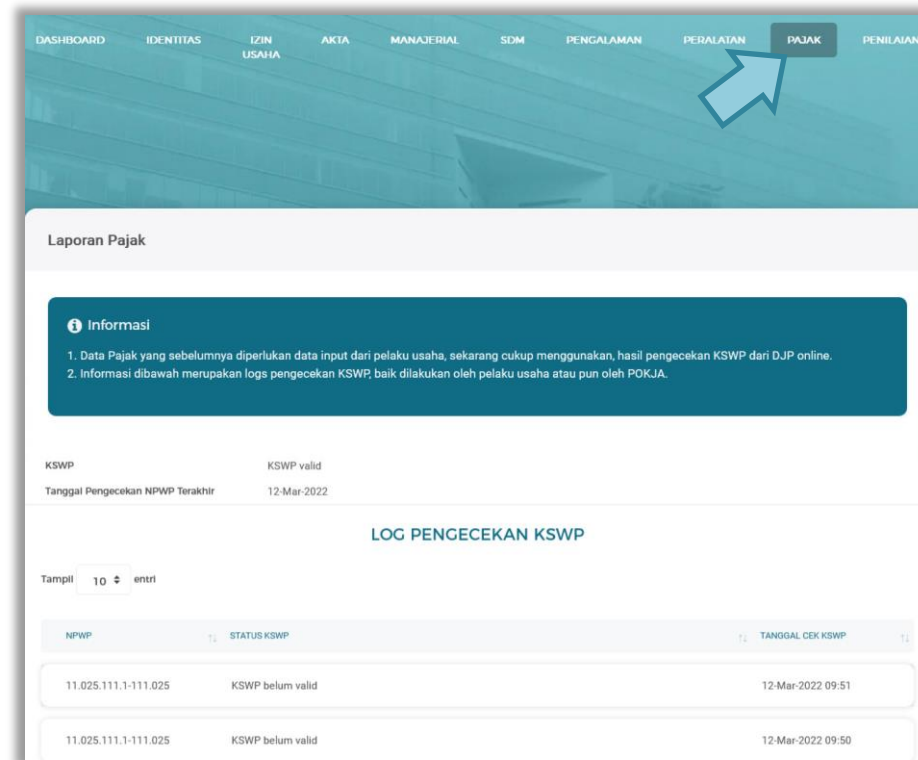 DASHBOARD IDENTITAS IZIN USAHA AKTA MANAJERIAL SDM PENGALAMAN PERALATAN PAJAK PENILAIAN
Laporan Pajak
Informasi
1. Data Pajak yang sebelumnya diperlukan data input dari pelaku usaha, sekarang cukup menggunakan, hasil pengecekan KSWP dari DJP online.
2. Informasi dibawah merupakan logs pengecekan KSWP, baik dilakukan oleh pelaku usaha atau pun oleh POKJA.
KSWP KSWP valid
Tanggal Pengecekan NPWP Terakhir 12-Mar-2022
LOG PENGECEKAN KSWP
Tampil 10 entri
NPWP STATUS KSWP TANGGAL CEK KSWP
11.025.111.1-111.025 KSWP belum valid 12-Mar-2022 09:51
11.025.111.1-111.025 KSWP belum valid 12-Mar-2022 09:50